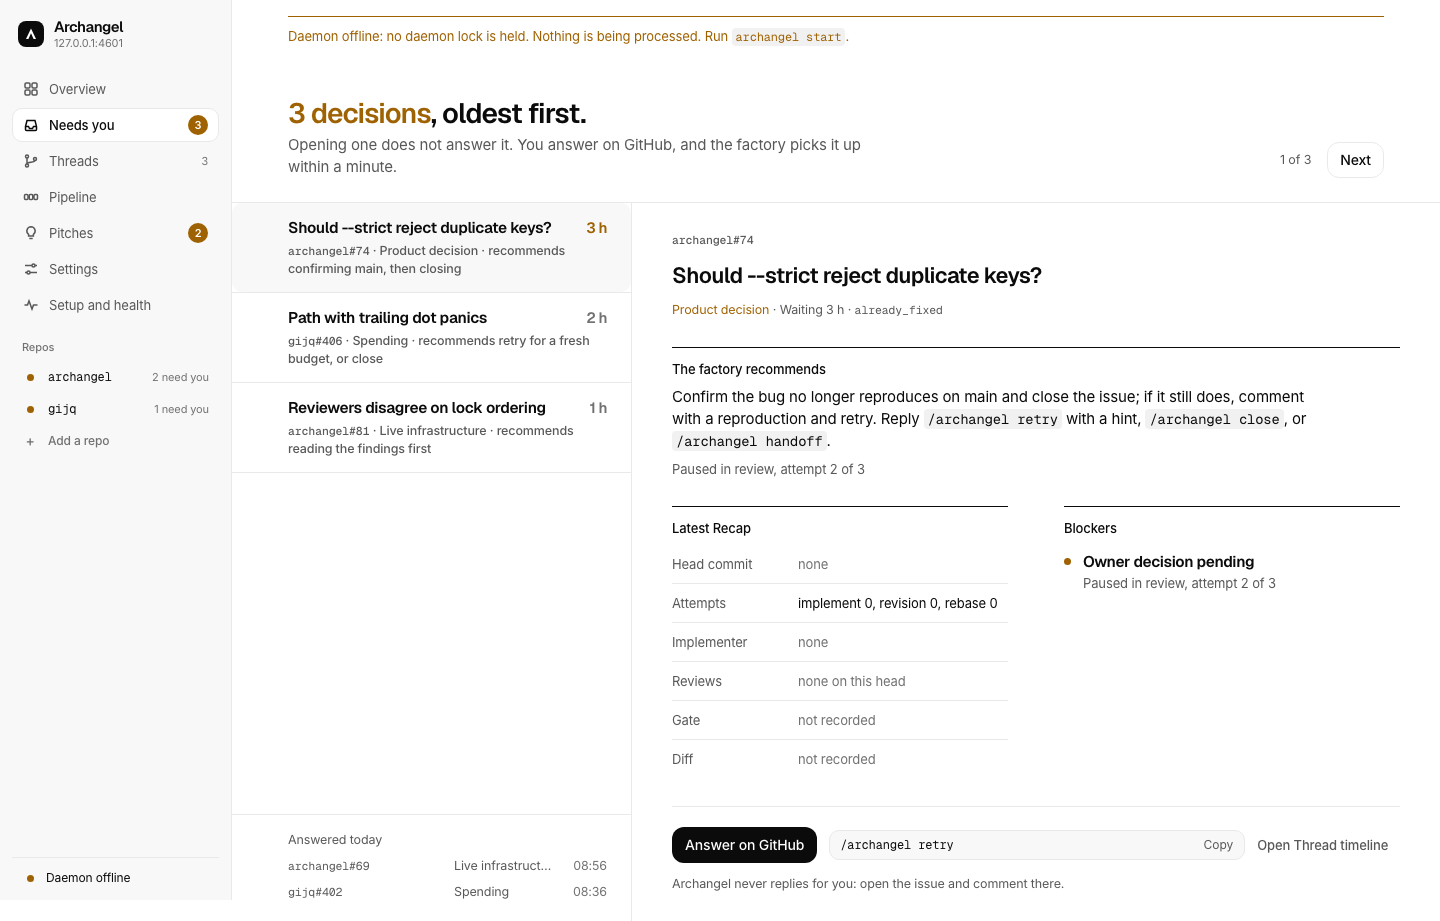 Archangel
127.0.0.1:4601
Overview
Needs you 3
Threads 3
Pipeline
Pitches 2
Settings
Setup and health
Repos
archangel 2 need you
gijq 1 need you
+ Add a repo
Daemon offline
Daemon offline: no daemon lock is held. Nothing is being processed. Run archangel start.
3 decisions, oldest first.
Opening one does not answer it. You answer on GitHub, and the factory picks it up
within a minute.
1 of 3 Next
Should --strict reject duplicate keys? 3 h
archangel#74 · Product decision · recommends
confirming main, then closing
Path with trailing dot panics 2 h
gijq#406 · Spending · recommends retry for a fresh
budget, or close
Reviewers disagree on lock ordering 1 h
archangel#81 · Live infrastructure · recommends
reading the findings first
Answered today
archangel#69 Live infrastruct... 08:56
gijq#402 Spending 08:36
archangel#74
Should --strict reject duplicate keys?
Product decision · Waiting 3 h · already_fixed
The factory recommends
Confirm the bug no longer reproduces on main and close the issue; if it still does, comment
with a reproduction and retry. Reply /archangel retry with a hint, /archangel close, or
/archangel handoff.
Paused in review, attempt 2 of 3
Latest Recap
Head commit none
Attempts implement 0, revision 0, rebase 0
Implementer none
Reviews none on this head
Gate not recorded
Diff not recorded
Blockers
Owner decision pending
Paused in review, attempt 2 of 3
Answer on GitHub /archangel retry Copy Open Thread timeline
Archangel never replies for you: open the issue and comment there.